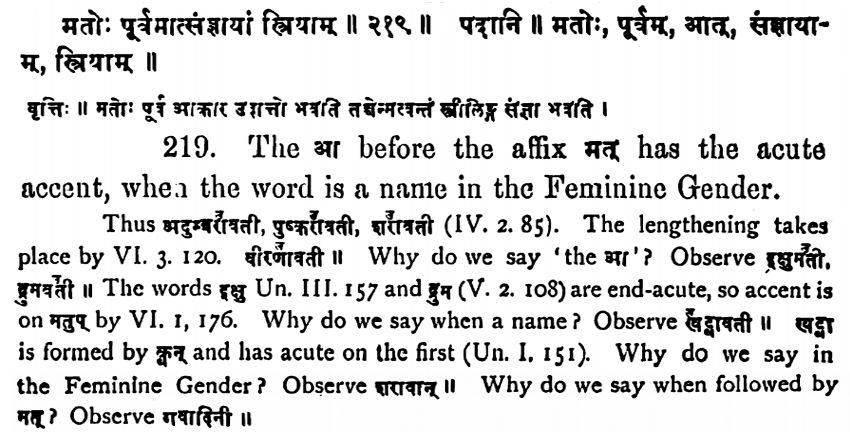 मतोः पूर्वमात्संज्ञायां स्त्रियाम् ॥ २१९ ॥ पदानि ॥ मतोः, पूर्वम्, आत्, संज्ञाया-
म्, स्त्रियाम् ॥
वृत्तिः ॥ मतोः पूर्व आकार उदात्तो भवति तच्चेन्मत्वन्तं स्त्रीलिङ्ग संज्ञा भवति ।
219. The आ before the affix मत् has the acute
accent, when the word is a name in the Feminine Gender.
Thus अदुम्बरा॑वती, पुष्करा॑वती, शरा॑वती (IV. 2. 85). The lengthening takes
place by VI. 3. 120. वीरणा॑वती ॥ Why do we say 'the आ'? Observe इक्षुमती॑,
द्रुमवती॑ ॥ The words इक्षु Un. III. 157 and द्रुम (V. 2. 108) are end-acute, so accent is
on मतुप् by VI. 1, 176. Why do we say when a name? Observe ख॑ट्वावती ॥ खट्वा
is formed by क्वन् and has acute on the first (Un. I. 151). Why do we say in
the Feminine Gender? Observe शरावान् ॥ Why do we say when followed by
मत्? Observe गवादिनी ॥